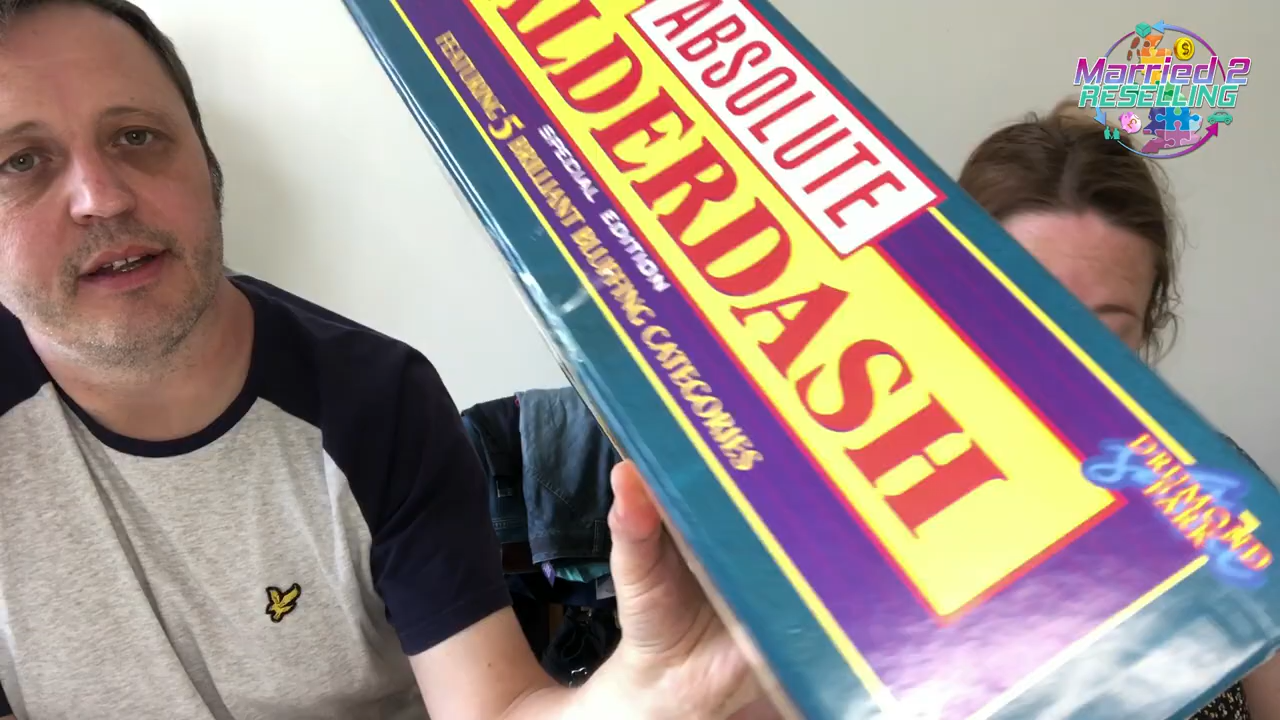 ABSOLUTE
ALDERDASH
SPECIAL EDITION
FEATURING 5 BRILLIANT BLUFFING CATEGORIES
DRUMOND
PARK
Married 2
RESELLING